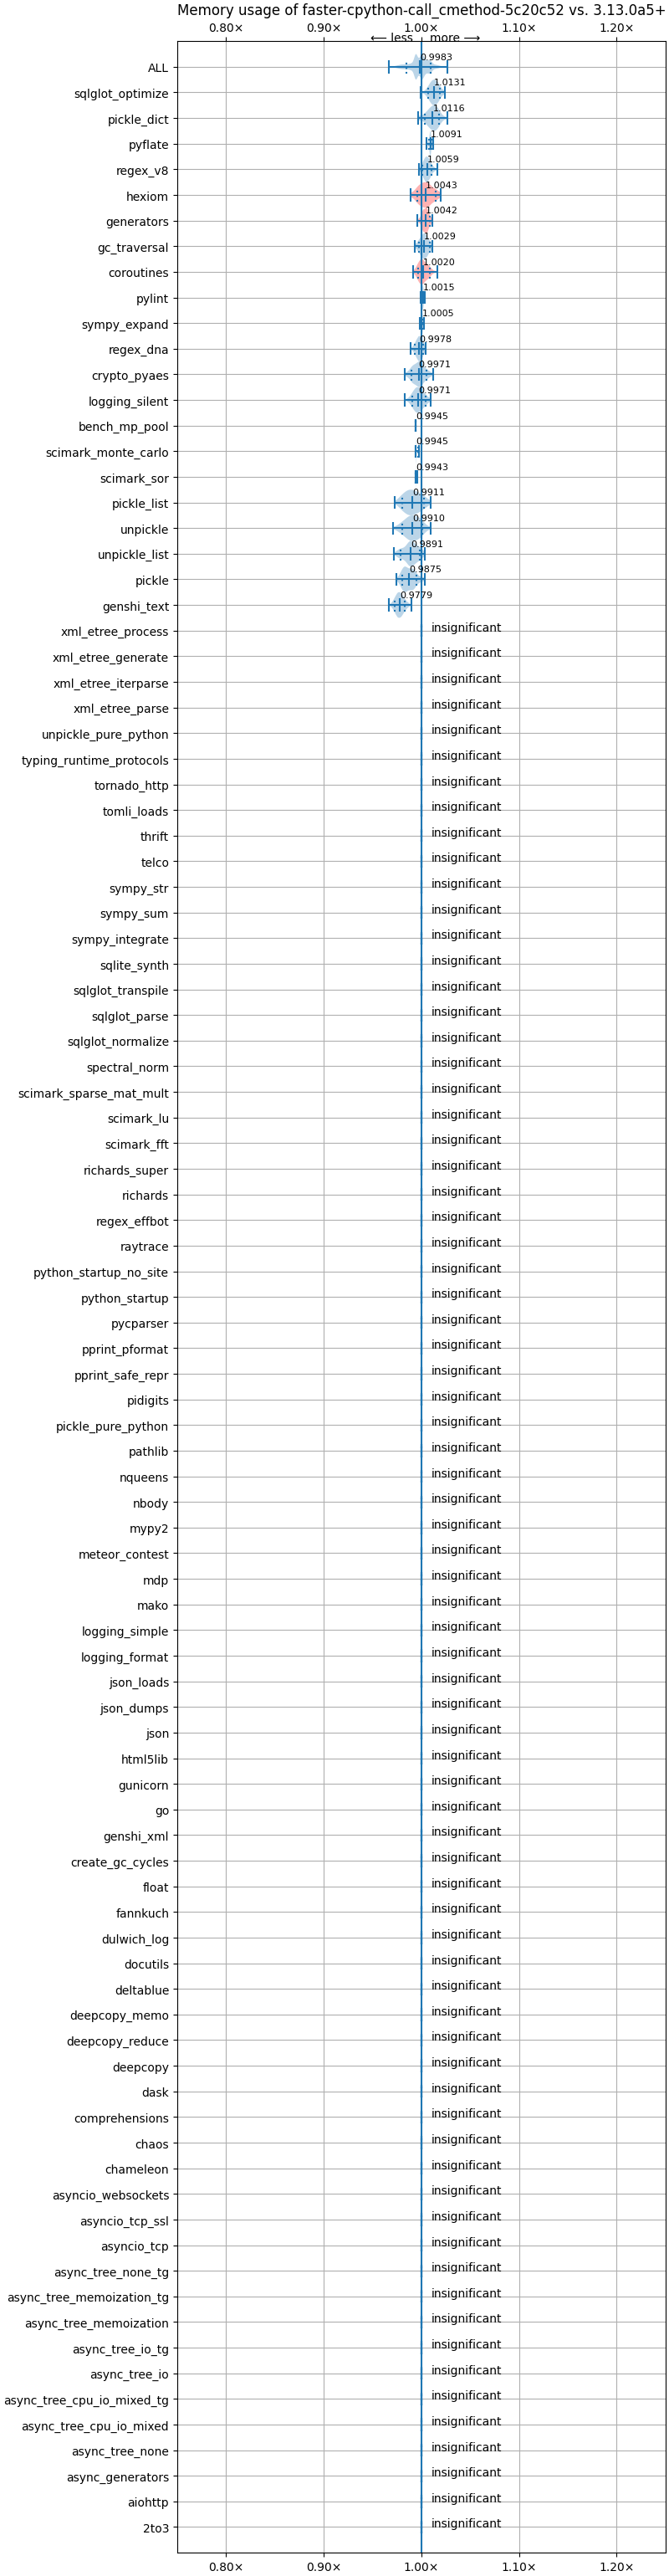 Memory usage of faster-cpython-call_cmethod-5c20c52 vs. 3.13.0a5+
0.80× 0.90× 1.00× 1.10× 1.20×
⟵ less more ⟶
ALL 0.9983
sqlglot_optimize 1.0131
pickle_dict 1.0116
pyflate 1.0091
regex_v8 1.0059
hexiom 1.0043
generators 1.0042
gc_traversal 1.0029
coroutines 1.0020
pylint 1.0015
sympy_expand 1.0005
regex_dna 0.9978
crypto_pyaes 0.9971
logging_silent 0.9971
bench_mp_pool 0.9945
scimark_monte_carlo 0.9945
scimark_sor 0.9943
pickle_list 0.9911
unpickle 0.9910
unpickle_list 0.9891
pickle 0.9875
genshi_text 0.9779
xml_etree_process insignificant
xml_etree_generate insignificant
xml_etree_iterparse insignificant
xml_etree_parse insignificant
unpickle_pure_python insignificant
typing_runtime_protocols insignificant
tornado_http insignificant
tomli_loads insignificant
thrift insignificant
telco insignificant
sympy_str insignificant
sympy_sum insignificant
sympy_integrate insignificant
sqlite_synth insignificant
sqlglot_transpile insignificant
sqlglot_parse insignificant
sqlglot_normalize insignificant
spectral_norm insignificant
scimark_sparse_mat_mult insignificant
scimark_lu insignificant
scimark_fft insignificant
richards_super insignificant
richards insignificant
regex_effbot insignificant
raytrace insignificant
python_startup_no_site insignificant
python_startup insignificant
pycparser insignificant
pprint_pformat insignificant
pprint_safe_repr insignificant
pidigits insignificant
pickle_pure_python insignificant
pathlib insignificant
nqueens insignificant
nbody insignificant
mypy2 insignificant
meteor_contest insignificant
mdp insignificant
mako insignificant
logging_simple insignificant
logging_format insignificant
json_loads insignificant
json_dumps insignificant
json insignificant
html5lib insignificant
gunicorn insignificant
go insignificant
genshi_xml insignificant
create_gc_cycles insignificant
float insignificant
fannkuch insignificant
dulwich_log insignificant
docutils insignificant
deltablue insignificant
deepcopy_memo insignificant
deepcopy_reduce insignificant
deepcopy insignificant
dask insignificant
comprehensions insignificant
chaos insignificant
chameleon insignificant
asyncio_websockets insignificant
asyncio_tcp_ssl insignificant
asyncio_tcp insignificant
async_tree_none_tg insignificant
async_tree_memoization_tg insignificant
async_tree_memoization insignificant
async_tree_io_tg insignificant
async_tree_io insignificant
async_tree_cpu_io_mixed_tg insignificant
async_tree_cpu_io_mixed insignificant
async_tree_none insignificant
async_generators insignificant
aiohttp insignificant
2to3 insignificant
0.80× 0.90× 1.00× 1.10× 1.20×